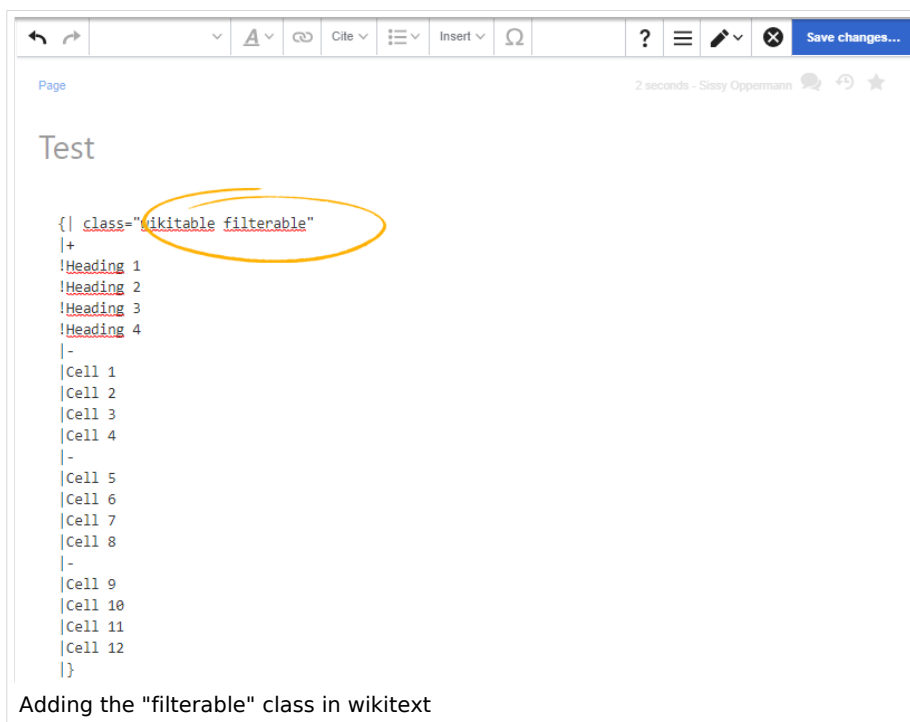 A Cite Insert Ω ? Save changes...
Page 2 seconds - Sissy Oppermann
Test
{| class="wikitable filterable"
|+
!Heading 1
!Heading 2
!Heading 3
!Heading 4
|-
|Cell 1
|Cell 2
|Cell 3
|Cell 4
|-
|Cell 5
|Cell 6
|Cell 7
|Cell 8
|-
|Cell 9
|Cell 10
|Cell 11
|Cell 12
|}
Adding the "filterable" class in wikitext